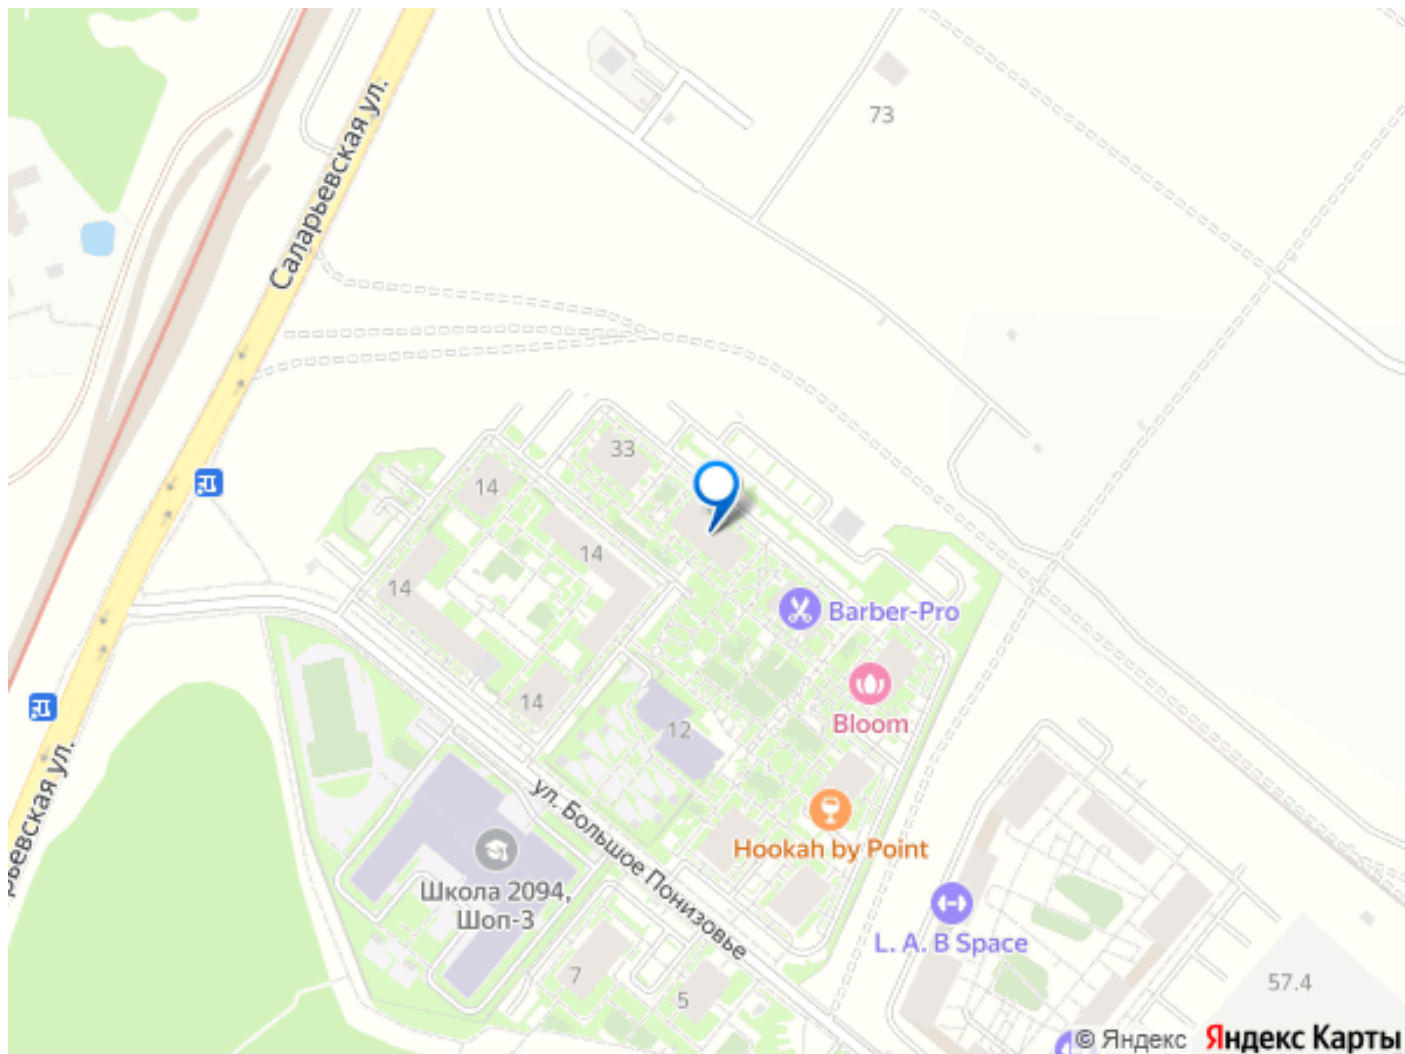 73
Саларьевская ул.
33
14
14
14
Barber-Pro
Bloom
14
12
ул. Большое Понизовье
Hookah by Point
Школа 2094,
Шоп-3
рьевская ул.
L. A. B Space
7
5
57.4
© Яндекс Яндекс Карты